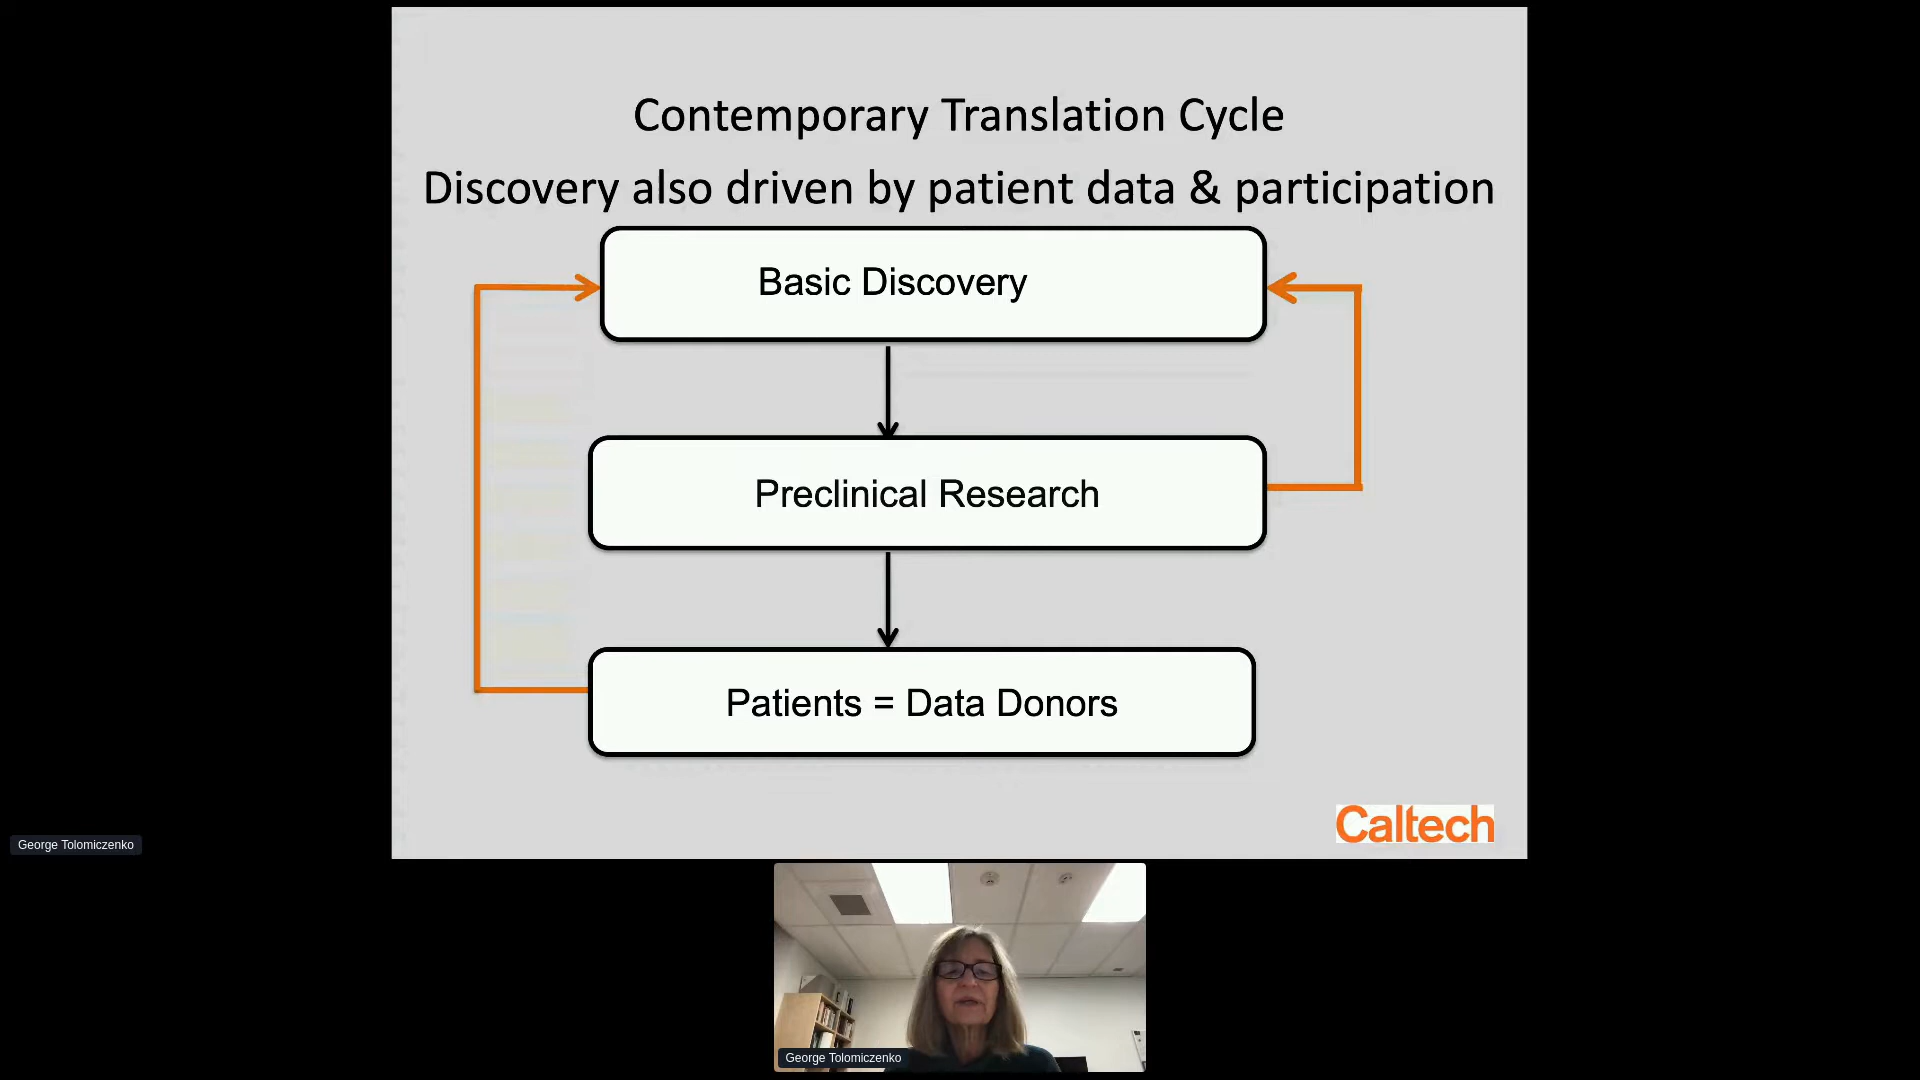 Contemporary Translation Cycle
Discovery also driven by patient data & participation
Basic Discovery
Preclinical Research
Patients = Data Donors
Caltech
George Tolomiczenko
George Tolomiczenko